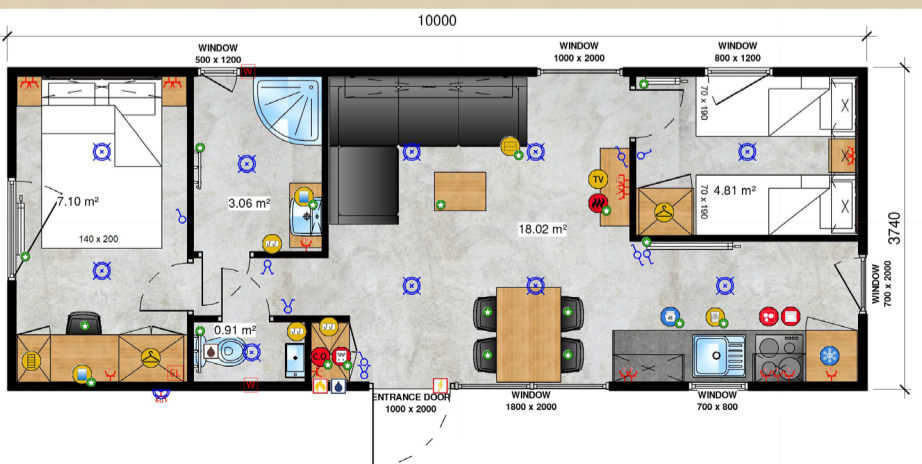 10000
WINDOW
500 x 1200
WINDOW
1000 x 2000
WINDOW
800 x 1200
W
70 x 190
7.10 m²
3.06 m²
TV
4.81 m²
70 x 190
18.02 m²
140 x 200
3740
WINDOW
700 x 2000
0.91 m²
C.O.
W
ENTRANCE DOOR
1000 x 2000
WINDOW
1800 x 2000
WINDOW
700 x 800